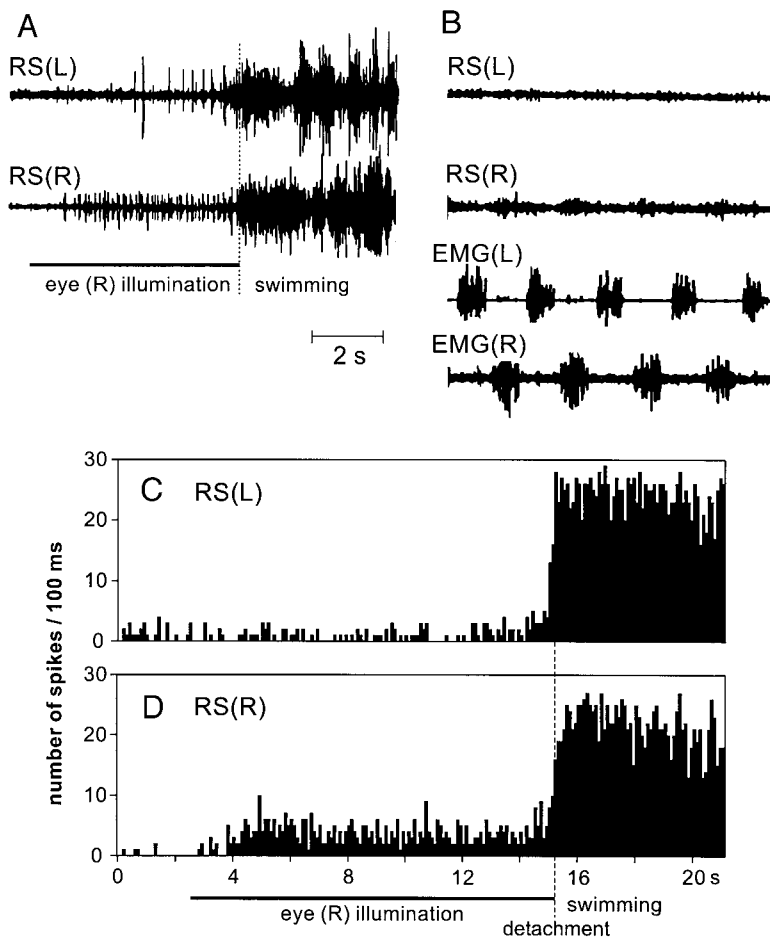 A
RS(L)
RS(R)
eye (R) illumination
swimming
2 s
B
RS(L)
RS(R)
EMG(L)
EMG(R)
number of spikes / 100 ms
C RS(L)
30
20
10
0
D RS(R)
30
20
10
0
0 4 8 12 16 20 s
eye (R) illumination
swimming
detachment